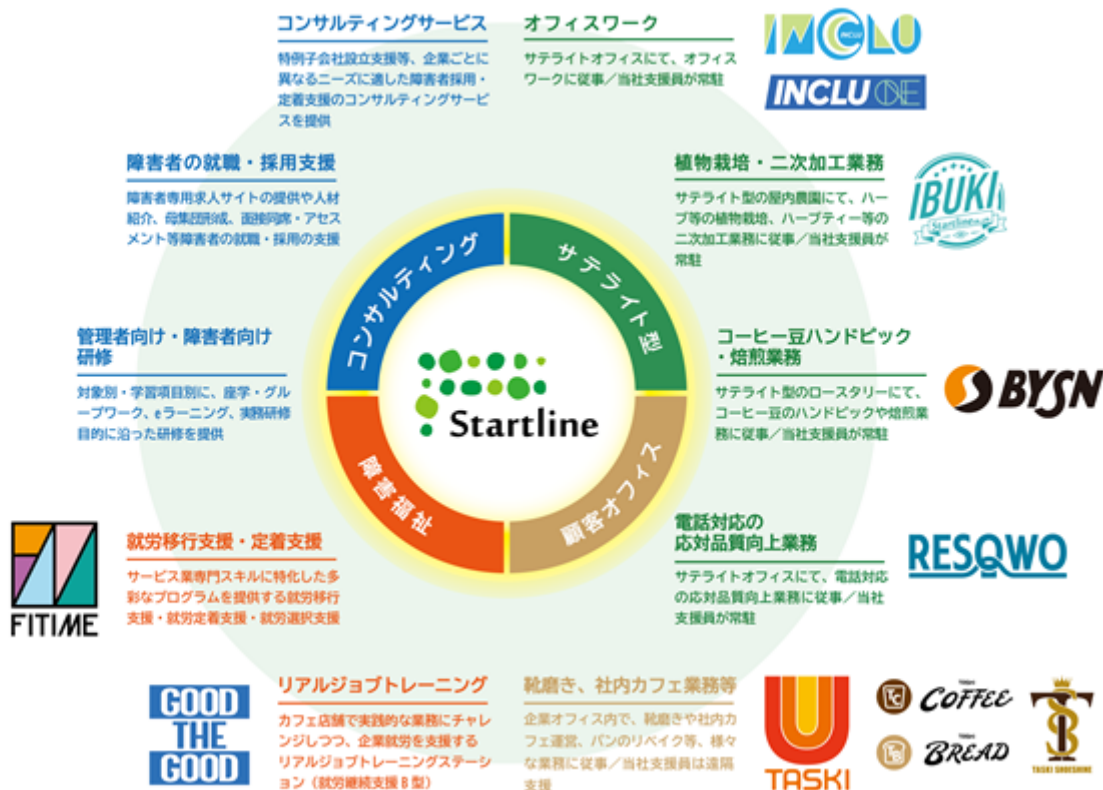 コンサルティングサービス
特例子会社設立支援等、企業ごとに
異なるニーズに適した障害者採用・
定着支援のコンサルティングサービ
スを提供
オフィスワーク
サテライトオフィスにて、オフィス
ワークに従事／当社支援員が常駐
INCLU
INCLU
INCLU ONE
障害者の就職・採用支援
障害者専用求人サイトの提供や人材
紹介、母集団形成、面接同席・アセス
メント等障害者の就職・採用の支援
植物栽培・二次加工業務
サテライト型の屋内農園にて、ハー
ブ等の植物栽培、ハーブティー等の
二次加工業務に従事／当社支援員が
常駐
IBUKI
Startline
コンサルティング
サテライト型
管理者向け・障害者向け
研修
対象別・学習項目別に、座学・グル
ープワーク、eラーニング、実務研修
目的に沿った研修を提供
Startline
コーヒー豆ハンドピック
・焙煎業務
サテライト型のロースタリーにて、
コーヒー豆のハンドピックや焙煎業
務に従事／当社支援員が常駐
BYSN
障害福祉
顧客オフィス
FITIME
就労移行支援・定着支援
サービス業専門スキルに特化した多
彩なプログラムを提供する就労移行
支援・就労定着支援・就労選択支援
電話対応の
応対品質向上業務
サテライトオフィスにて、電話対応
の応対品質向上業務に従事／当社
支援員が常駐
RESQWO
GOOD
THE
GOOD
リアルジョブトレーニング
カフェ店舗で実践的な業務にチャレ
ンジしつつ、企業就労を支援する
リアルジョブトレーニングステーシ
ョン（就労継続支援B型）
靴磨き、社内カフェ業務等
企業オフィス内で、靴磨きや社内カ
フェ運営、パンのリベイク等、様々
な業務に従事／当社支援員は遠隔
支援
TASKI
TC
COFFEE
TB
BREAD
TS
TASKI SHOESHINE